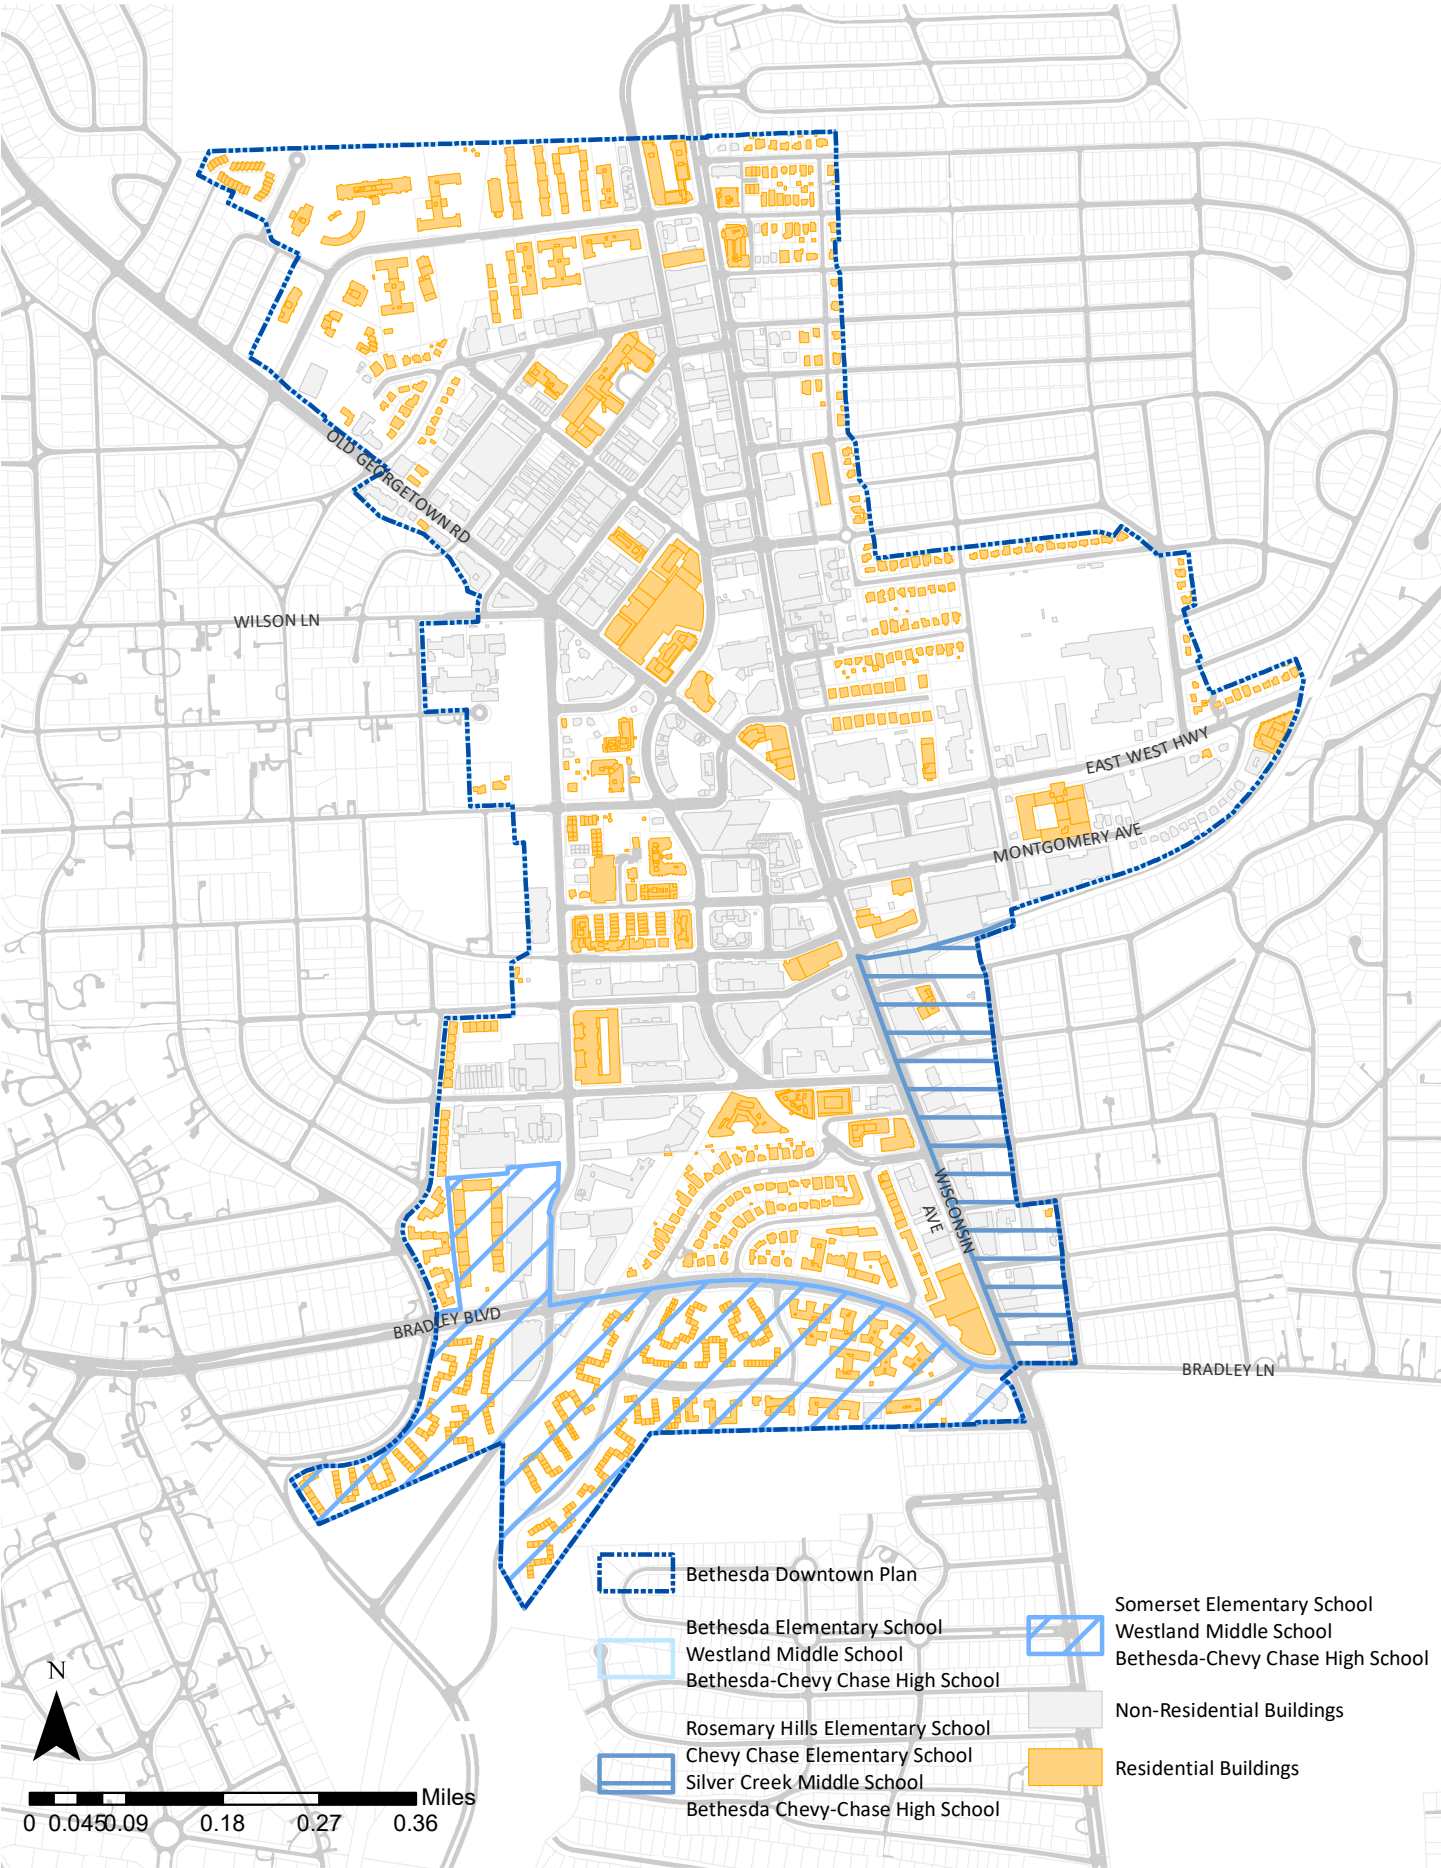 OLD GEORGETOWN RD
WILSON LN
EAST WEST HWY
MONTGOMERY AVE
WISCONSIN
AVE
BRADLEY BLVD
BRADLEY LN
Bethesda Downtown Plan
Bethesda Elementary School
Westland Middle School
Bethesda-Chevy Chase High School
Rosemary Hills Elementary School
Chevy Chase Elementary School
Silver Creek Middle School
Bethesda Chevy-Chase High School
Somerset Elementary School
Westland Middle School
Bethesda-Chevy Chase High School
Non-Residential Buildings
Residential Buildings
N
Miles
0 0.045 0.09 0.18 0.27 0.36